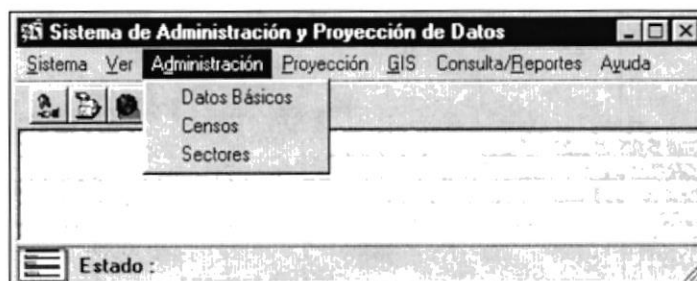 Sistema de Administración y Proyección de Datos
Sistema Ver Administración Proyección GIS Consulta/Reportes Ayuda
Datos Básicos
Censos
Sectores
Estado :